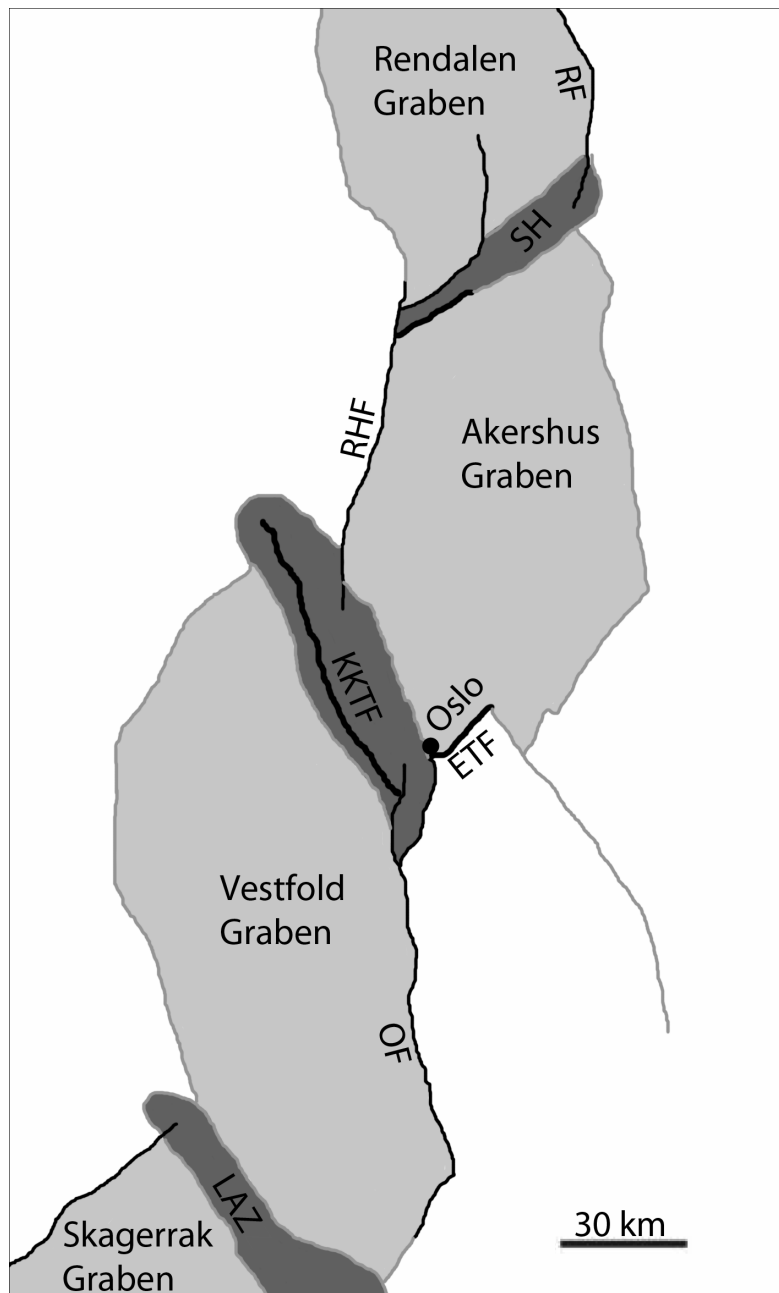 Rendalen
Graben
RF
SH
RHF
Akershus
Graben
KKTF
Oslo
ETF
Vestfold
Graben
OF
LAZ
Skagerrak
Graben
30 km